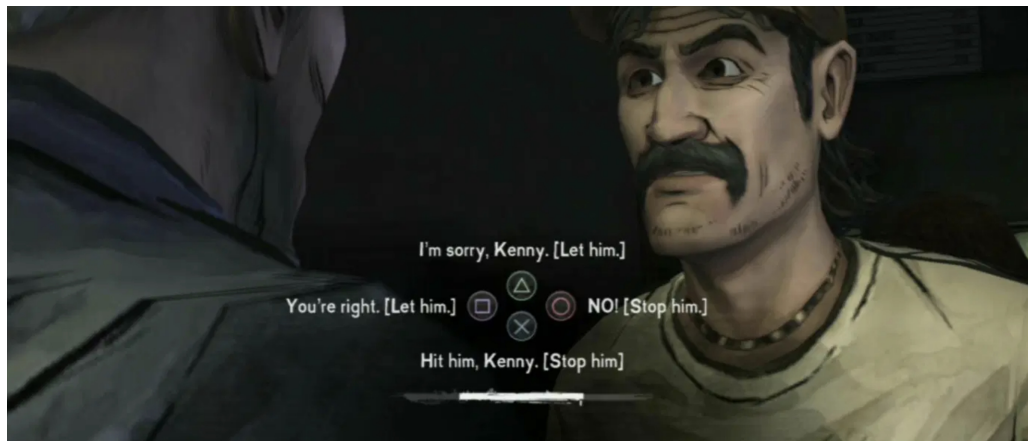 I'm sorry, Kenny. [Let him.]
You're right. [Let him.]
NO! [Stop him.]
Hit him, Kenny. [Stop him]